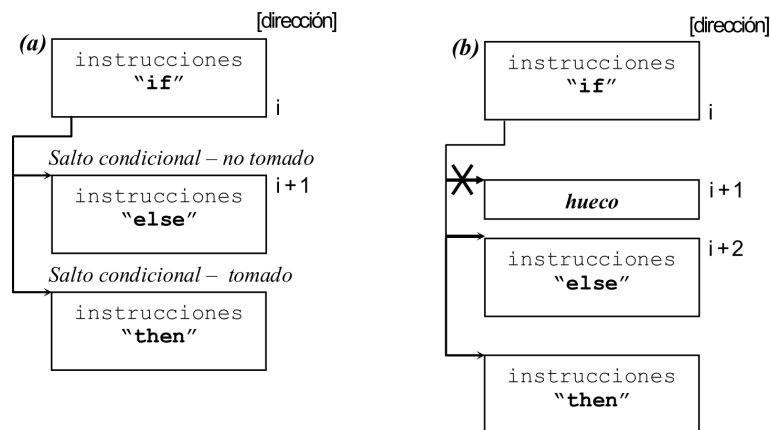 (a)
[dirección]
instrucciones
“if”
i
Salto condicional – no tomado
i + 1
instrucciones
“else”
Salto condicional – tomado
instrucciones
“then”
(b)
[dirección]
instrucciones
“if”
i
hueco
i + 1
i + 2
instrucciones
“else”
instrucciones
“then”